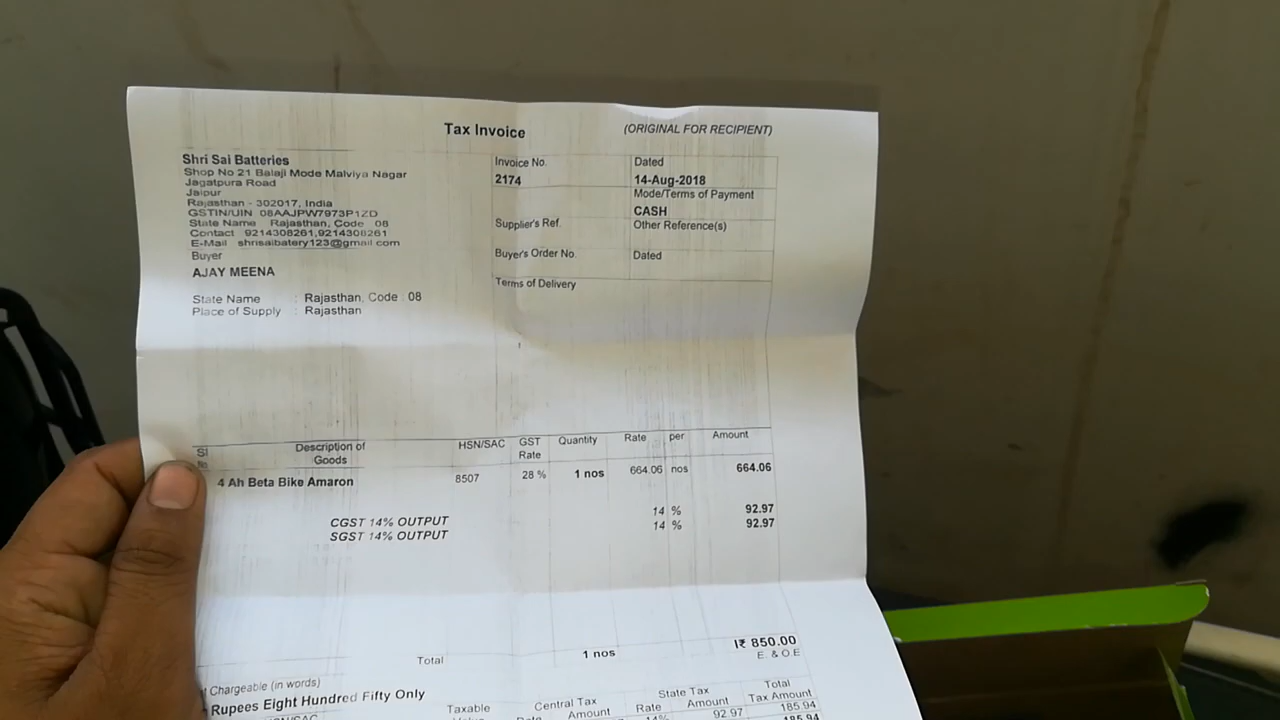 Tax Invoice
(ORIGINAL FOR RECIPIENT)
Shri Sai Batteries
Shop No 21 Balaji Mode Malviya Nagar
Jagatpura Road
Jaipur
Rajasthan - 302017, India
GSTIN/UIN 08AAJPW7973P1ZD
State Name Rajasthan, Code 08
Contact 9214308261,9214308261
E-Mail shrisaibatery123@gmail.com
Buyer
AJAY MEENA
State Name : Rajasthan, Code : 08
Place of Supply : Rajasthan
Invoice No. Dated
2174 14-Aug-2018
Mode/Terms of Payment
CASH
Supplier's Ref. Other Reference(s)
Buyer's Order No. Dated
Terms of Delivery
Sl Description of HSN/SAC GST Quantity Rate per Amount
No Goods Rate
4 Ah Beta Bike Amaron 8507 28 % 1 nos 664.06 nos 664.06
CGST 14% OUTPUT 14 % 92.97
SGST 14% OUTPUT 14 % 92.97
Total 1 nos I₹ 850.00
E. & O.E
Chargeable (in words)
Rupees Eight Hundred Fifty Only
Taxable Central Tax State Tax Total
Amount Rate Amount Tax Amount
14% 92.97 185.94
185.94